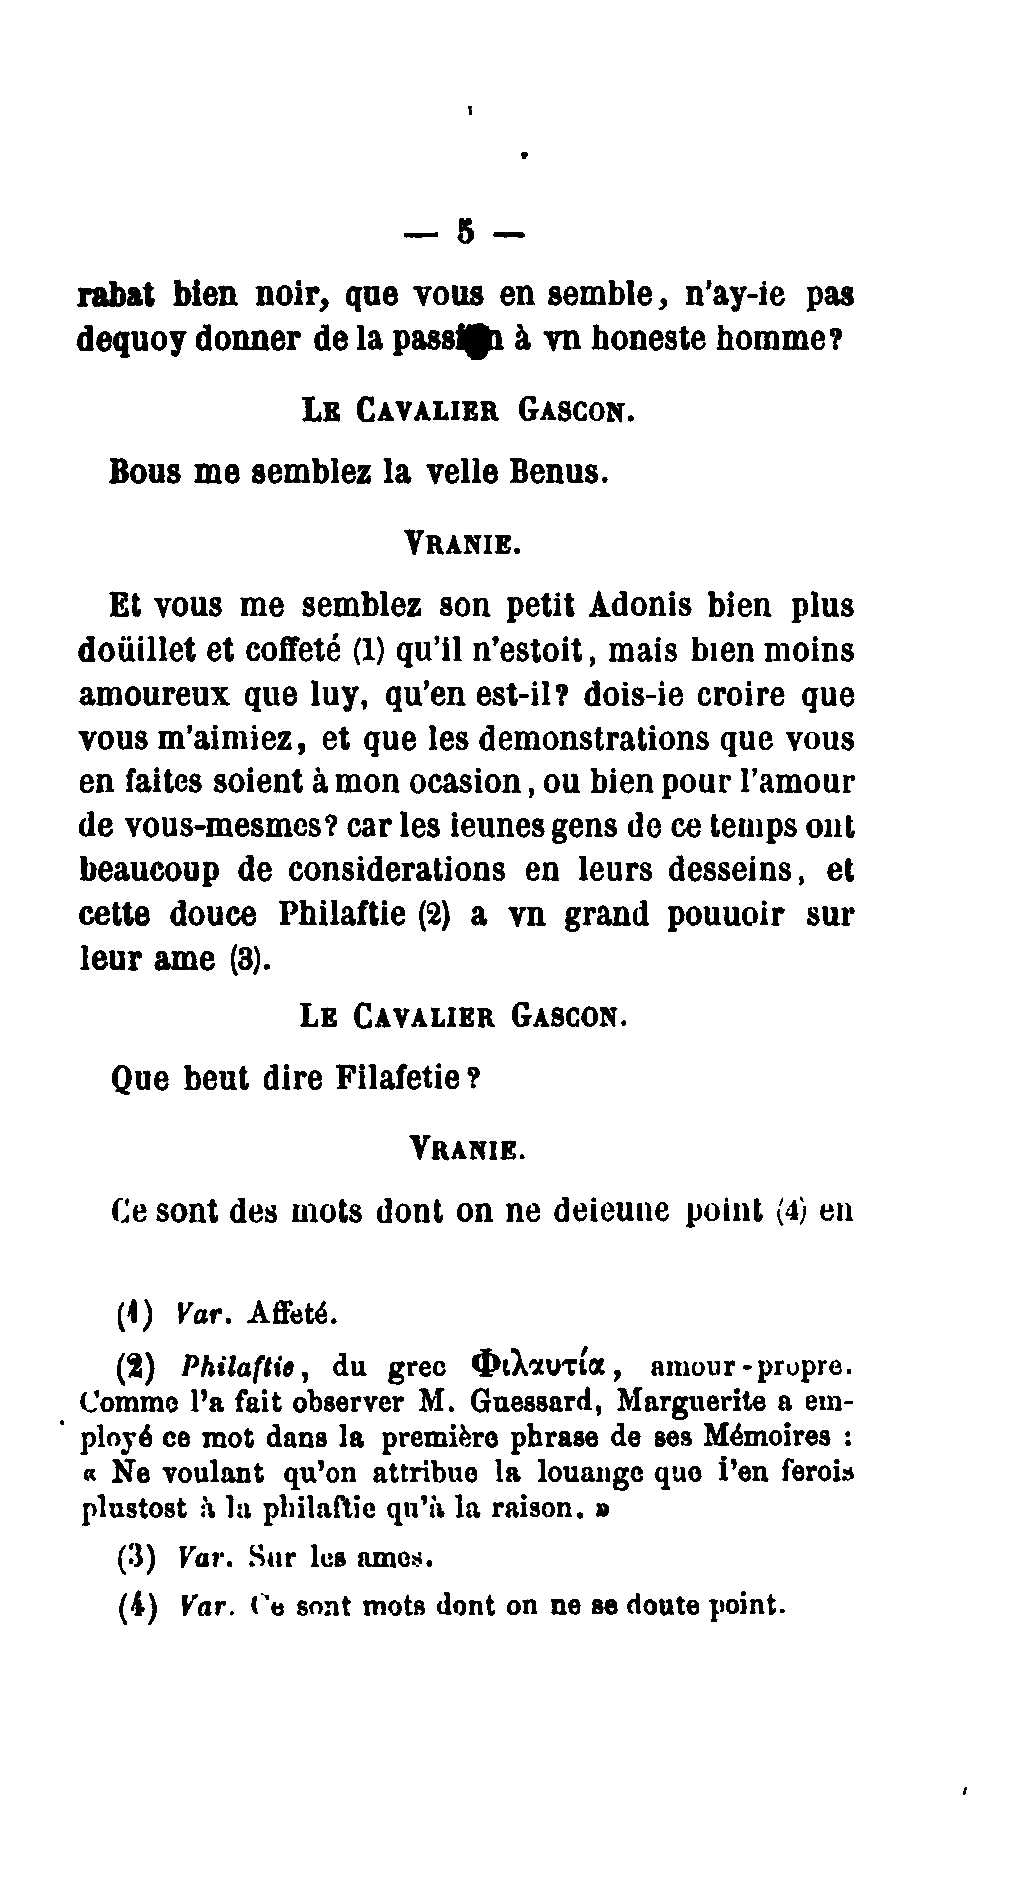 — 5 —
rabat bien noir, que vous en semble, n'ay-ie pas
dequoy donner de la passion à vn honeste homme?
LE CAVALIER GASCON.
Bous me semblez la velle Benus.
VRANIE.
Et vous me semblez son petit Adonis bien plus
doüillet et coffeté (1) qu'il n'estoit, mais bien moins
amoureux que luy, qu'en est-il? dois-ie croire que
vous m'aimiez, et que les demonstrations que vous
en faites soient à mon ocasion, ou bien pour l'amour
de vous-mesmes? car les ieunes gens de ce temps ont
beaucoup de considerations en leurs desseins, et
cette douce Philaftie (2) a vn grand pouuoir sur
leur ame (3).
LE CAVALIER GASCON.
Que beut dire Filafetie?
VRANIE.
Ce sont des mots dont on ne deieune point (4) en
(1) Var. Affeté.
(2) Philaftie, du grec Φιλαυτία, amour-propre.
Comme l'a fait observer M. Guessard, Marguerite a em-
ployé ce mot dans la première phrase de ses Mémoires :
« Ne voulant qu'on attribue la louange que i'en ferois
plustost à la philaftie qu'à la raison. »
(3) Var. Sur les ames.
(4) Var. Ce sont mots dont on ne se doute point.